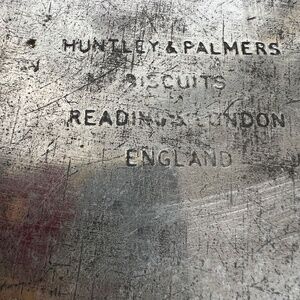 HUNTLEY & PALMERS
BISCUITS
READING & LONDON
ENGLAND